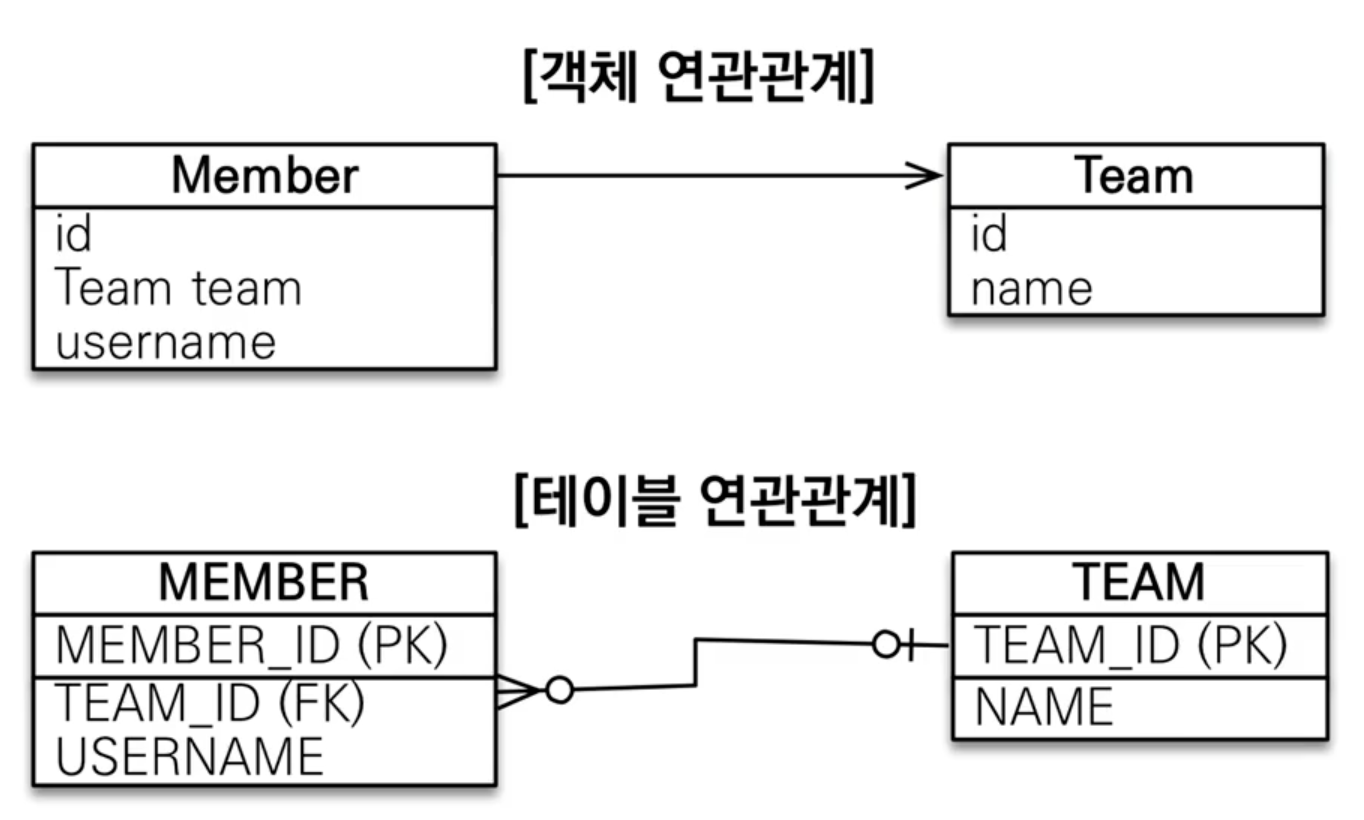 [객체 연관관계]
Member
id
Team team
username
Team
id
name
[테이블 연관관계]
MEMBER
MEMBER_ID (PK)
TEAM_ID (FK)
USERNAME
TEAM
TEAM_ID (PK)
NAME